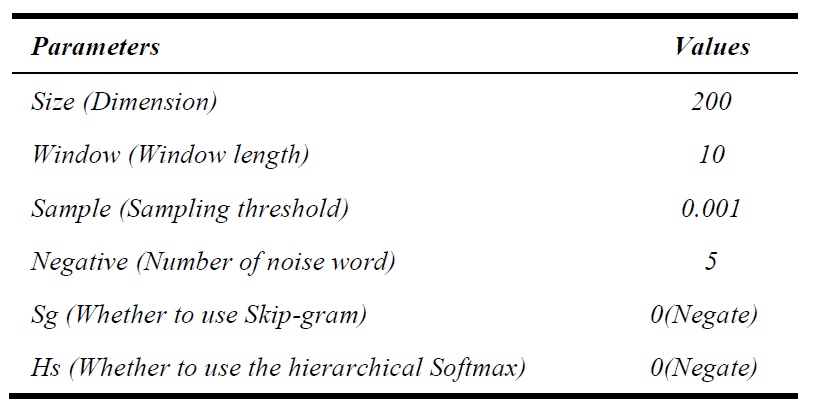 Parameters Values
Size (Dimension) 200
Window (Window length) 10
Sample (Sampling threshold) 0.001
Negative (Number of noise word) 5
Sg (Whether to use Skip-gram) 0(Negate)
Hs (Whether to use the hierarchical Softmax) 0(Negate)